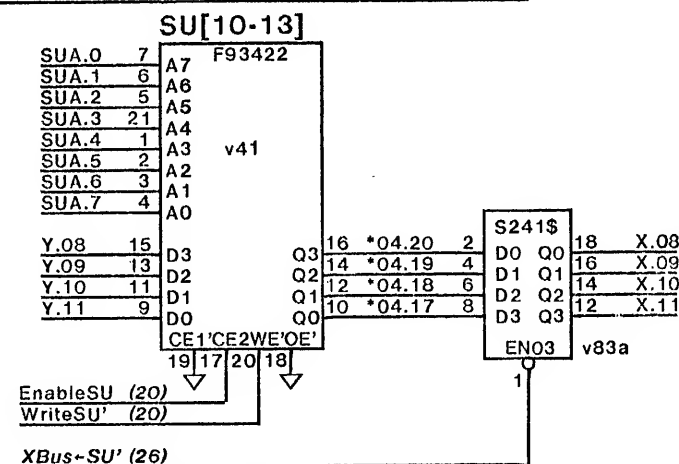 SU[10-13]
F93422
SUA.0 7 A7
SUA.1 6 A6
SUA.2 5 A5
SUA.3 21 A4
SUA.4 1 A3
SUA.5 2 A2
SUA.6 3 A1
SUA.7 4 A0
v41
S241$
Y.08 15 D3 Q3 16 *04.20 2 D0 Q0 18 X.08
Y.09 13 D2 Q2 14 *04.19 4 D1 Q1 16 X.09
Y.10 11 D1 Q1 12 *04.18 6 D2 Q2 14 X.10
Y.11 9 D0 Q0 10 *04.17 8 D3 Q3 12 X.11
CE1'CE2WE'OE'
19 17 20 18
EN03 v83a
1
EnableSU (20)
WriteSU' (20)
XBus←SU' (26)